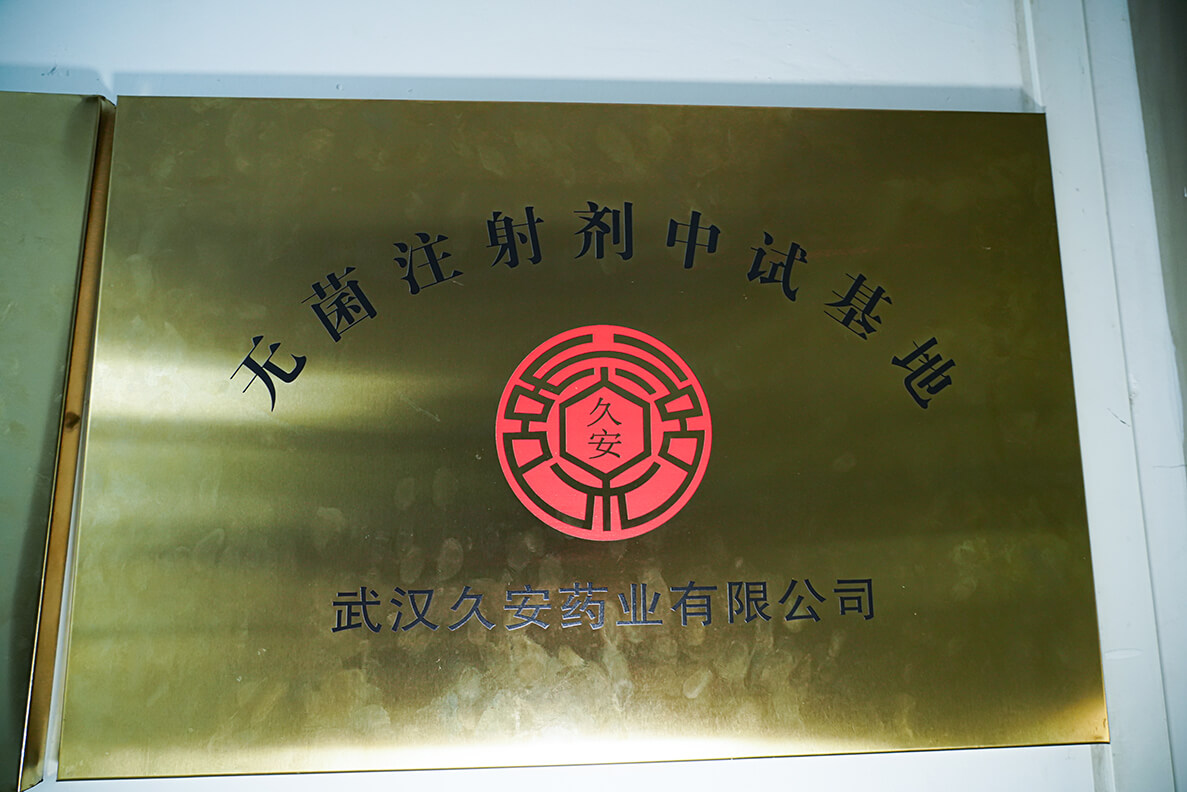 无菌注射剂中试基地
久安
武汉久安药业有限公司